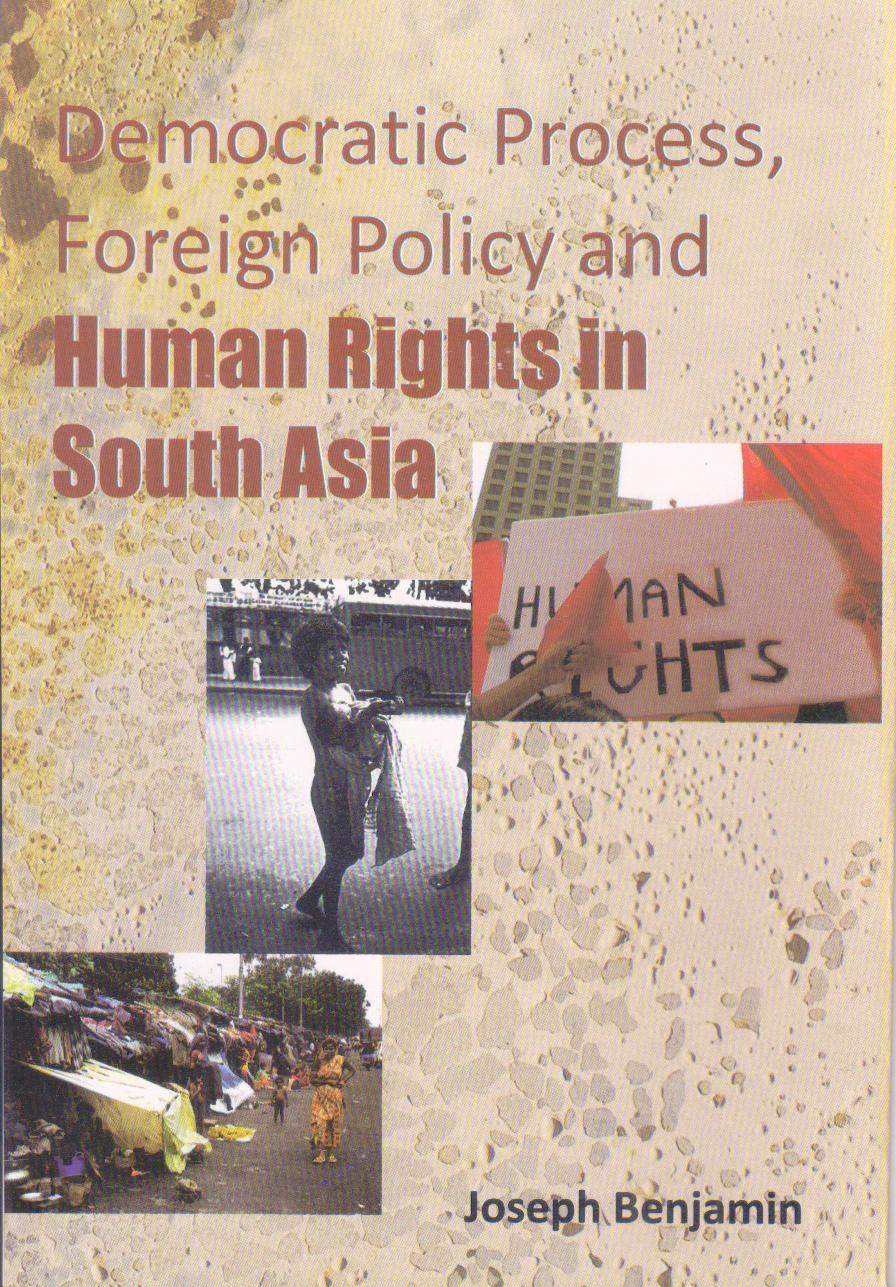 Democratic Process,
Foreign Policy and
Human Rights in
South Asia
HUMAN
RIGHTS
Joseph Benjamin